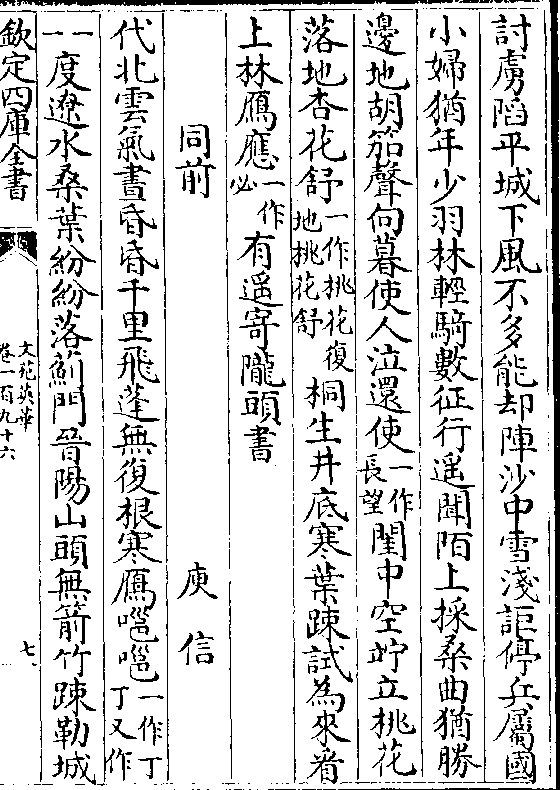 討虜䧟平城下風不多能却陣沙中雪淺詎停兵屬國
小婦猶年少羽林輕騎數征行遥聞陌上採桑曲猶勝
邊地胡笳聲向暮使人泣還使一作長望閨中空竚立桃花
落地杏花舒一作桃花復地桃花舒桐生井底寒葉疎試為來看
上林鴈應一作必有遥寄隴頭書
同前 庾信
代北雲氣晝昏昏千里飛蓬無復根寒鴈嗈嗈一作丁丁又作
一一度遼水桑葉紛紛落薊門晉陽山頭無箭竹疎勒城
欽定四庫全書
文苑英華
卷一百九十六
七